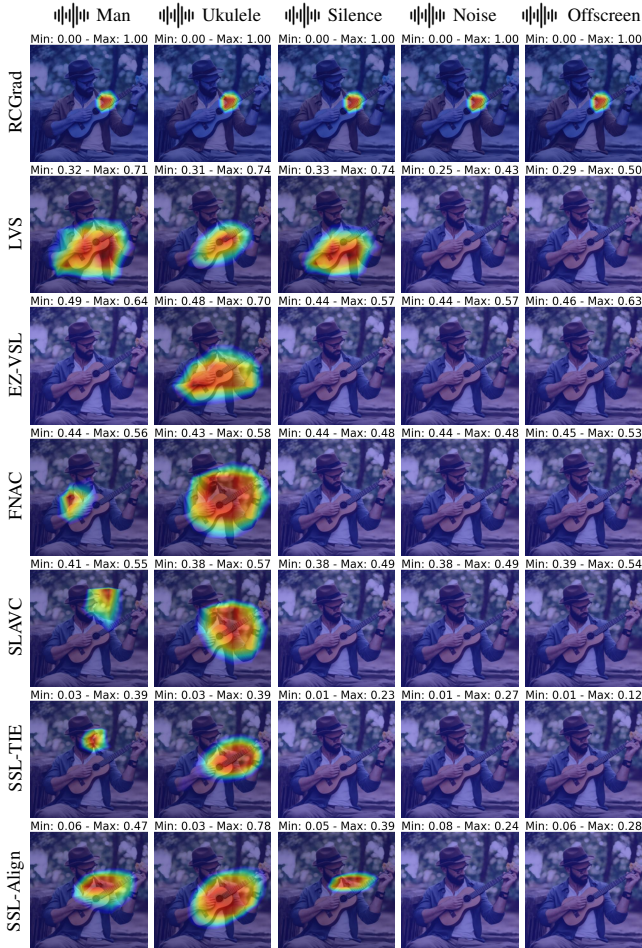 Man Ukulele Silence Noise Offscreen
RCGrad
Min: 0.00 - Max: 1.00 Min: 0.00 - Max: 1.00 Min: 0.00 - Max: 1.00 Min: 0.00 - Max: 1.00 Min: 0.00 - Max: 1.00
LVS
Min: 0.32 - Max: 0.71 Min: 0.31 - Max: 0.74 Min: 0.33 - Max: 0.74 Min: 0.25 - Max: 0.43 Min: 0.29 - Max: 0.50
EZ-VSL
Min: 0.49 - Max: 0.64 Min: 0.48 - Max: 0.70 Min: 0.44 - Max: 0.57 Min: 0.44 - Max: 0.57 Min: 0.46 - Max: 0.63
FNAC
Min: 0.44 - Max: 0.56 Min: 0.43 - Max: 0.58 Min: 0.44 - Max: 0.48 Min: 0.44 - Max: 0.48 Min: 0.45 - Max: 0.53
SLAVC
Min: 0.41 - Max: 0.55 Min: 0.38 - Max: 0.57 Min: 0.38 - Max: 0.49 Min: 0.38 - Max: 0.49 Min: 0.39 - Max: 0.54
SSL-TIE
Min: 0.03 - Max: 0.39 Min: 0.03 - Max: 0.39 Min: 0.01 - Max: 0.23 Min: 0.01 - Max: 0.27 Min: 0.01 - Max: 0.12
SSL-Align
Min: 0.06 - Max: 0.47 Min: 0.03 - Max: 0.78 Min: 0.05 - Max: 0.39 Min: 0.08 - Max: 0.24 Min: 0.06 - Max: 0.28